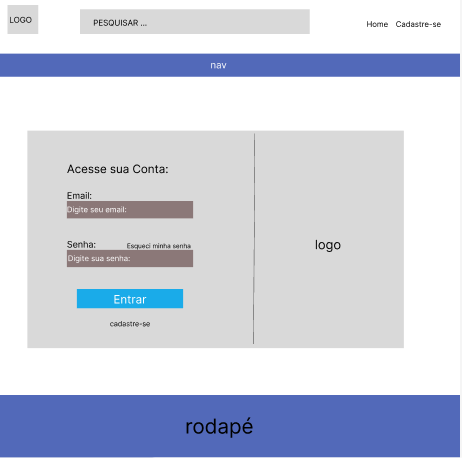 LOGO
PESQUISAR ...
Home Cadastre-se
nav
Acesse sua Conta:
Email:
Digite seu email:
Senha: Esqueci minha senha
Digite sua senha:
Entrar
cadastre-se
logo
rodapé